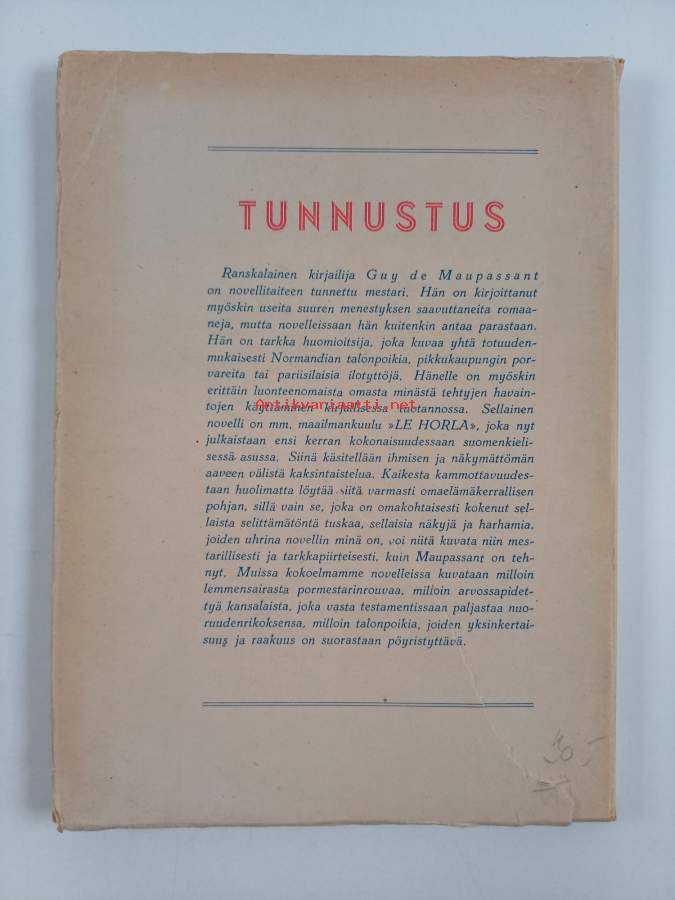 TUNNUSTUS
Ranskalainen kirjailija Guy de Maupassant
on novellitaiteen tunnettu mestari. Hän on kirjoittanut
myöskin useita suuren menestyksen saavuttaneita romaa-
neja, mutta novelleissaan hän kuitenkin antaa parastaan.
Hän on tarkka huomioitsija, joka kuvaa yhtä totuuden-
mukaisesti Normandian talonpoikia, pikkukaupungin por-
vareita tai pariisilaisia ilotyttöjä. Hänelle on myöskin
erittäin luonteenomaista omasta minästä tehtyjen havain-
Antikvariaatti.net
tojen käyttäminen kirjallisessa tuotannossa. Sellainen
novelli on mm. maailmankuulu »LE HORLA», joka nyt
julkaistaan ensi kerran kokonaisuudessaan suomenkieli-
sessä asussa. Siinä käsitellään ihmisen ja näkymättömän
aaveen välistä kaksintaistelua. Kaikesta kammottavuudes-
taan huolimatta löytää siitä varmasti omaelämäkerrallisen
pohjan, sillä vain se, joka on omakohtaisesti kokenut sel-
laista selittämätöntä tuskaa, sellaisia näkyjä ja harhamia,
joiden uhrina novellin minä on, voi niitä kuvata niin mes-
tarillisesti ja tarkkapiirteisesti, kuin Maupassant on teh-
nyt. Muissa kokoelmamme novelleissa kuvataan milloin
lemmensairasta pormestarinrouvaa, milloin arvossapidet-
tyä kansalaista, joka vasta testamentissaan paljastaa nuo-
ruudenrikoksensa, milloin talonpoikia, joiden yksinkertai-
suus ja raakuus on suorastaan pöyristyttävä.
30:-